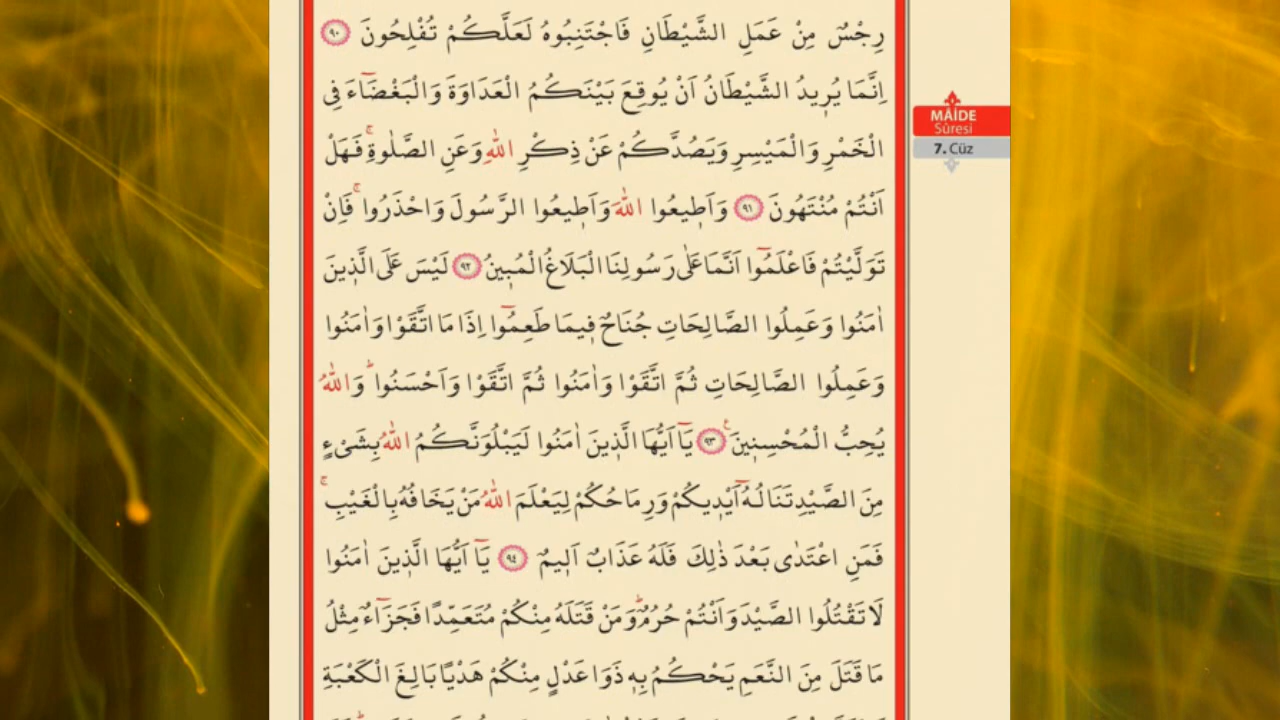 رِجْسٌ مِنْ عَمَلِ الشَّيْطَانِ فَاجْتَنِبُوهُ لَعَلَّكُمْ تُفْلِحُونَ ﴿٩٠﴾
اِنَّمَا يُرٖيدُ الشَّيْطَانُ اَنْ يُوقِعَ بَيْنَكُمُ الْعَدَاوَةَ وَالْبَغْضَٓاءَ فِى
الْخَمْرِ وَالْمَيْسِرِ وَيَصُدَّكُمْ عَنْ ذِكْرِ اللّٰهِ وَعَنِ الصَّلٰوةِۚ فَهَلْ
اَنْتُمْ مُنْتَهُونَ ﴿٩١﴾ وَاَطٖيعُوا اللّٰهَ وَاَطٖيعُوا الرَّسُولَ وَاحْذَرُواۚ فَاِنْ
تَوَلَّيْتُمْ فَاعْلَمُٓوا اَنَّمَا عَلٰى رَسُولِنَا الْبَلَاغُ الْمُبٖينُ ﴿٩٢﴾ لَيْسَ عَلَى الَّذٖينَ
اٰمَنُوا وَعَمِلُوا الصَّالِحَاتِ جُنَاحٌ فٖيمَا طَعِمُٓوا اِذَا مَا اتَّقَوْا وَاٰمَنُوا
وَعَمِلُوا الصَّالِحَاتِ ثُمَّ اتَّقَوْا وَاٰمَنُوا ثُمَّ اتَّقَوْا وَاَحْسَنُواؕ وَاللّٰهُ
يُحِبُّ الْمُحْسِنٖينَۚ ﴿٩٣﴾ يَٓا اَيُّهَا الَّذٖينَ اٰمَنُوا لَيَبْلُوَنَّكُمُ اللّٰهُ بِشَیْءٍ
مِنَ الصَّيْدِ تَنَالُهُٓ اَيْدٖيكُمْ وَرِمَاحُكُمْ لِيَعْلَمَ اللّٰهُ مَنْ يَخَافُهُ بِالْغَيْبِۚ
فَمَنِ اعْتَدٰى بَعْدَ ذٰلِكَ فَلَهُ عَذَابٌ اَلٖيمٌ ﴿٩٤﴾ يَٓا اَيُّهَا الَّذٖينَ اٰمَنُوا
لَا تَقْتُلُوا الصَّيْدَ وَاَنْتُمْ حُرُمٌؕ وَمَنْ قَتَلَهُ مِنْكُمْ مُتَعَمِّدًا فَجَزَٓاءٌ مِثْلُ
مَا قَتَلَ مِنَ النَّعَمِ يَحْكُمُ بِهٖ ذَوَا عَدْلٍ مِنْكُمْ هَدْيًا بَالِغَ الْكَعْبَةِ
MÂİDE
Sûresi
7. Cüz